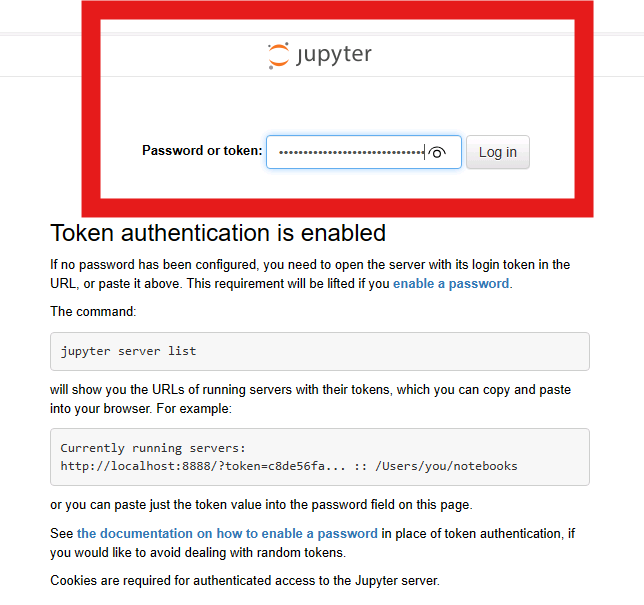 jupyter
Password or token: ••••••••••••••••••••••••••••• Log in
Token authentication is enabled
If no password has been configured, you need to open the server with its login token in the
URL, or paste it above. This requirement will be lifted if you enable a password.
The command:
jupyter server list
will show you the URLs of running servers with their tokens, which you can copy and paste
into your browser. For example:
Currently running servers:
http://localhost:8888/?token=c8de56fa... :: /Users/you/notebooks
or you can paste just the token value into the password field on this page.
See the documentation on how to enable a password in place of token authentication, if
you would like to avoid dealing with random tokens.
Cookies are required for authenticated access to the Jupyter server.